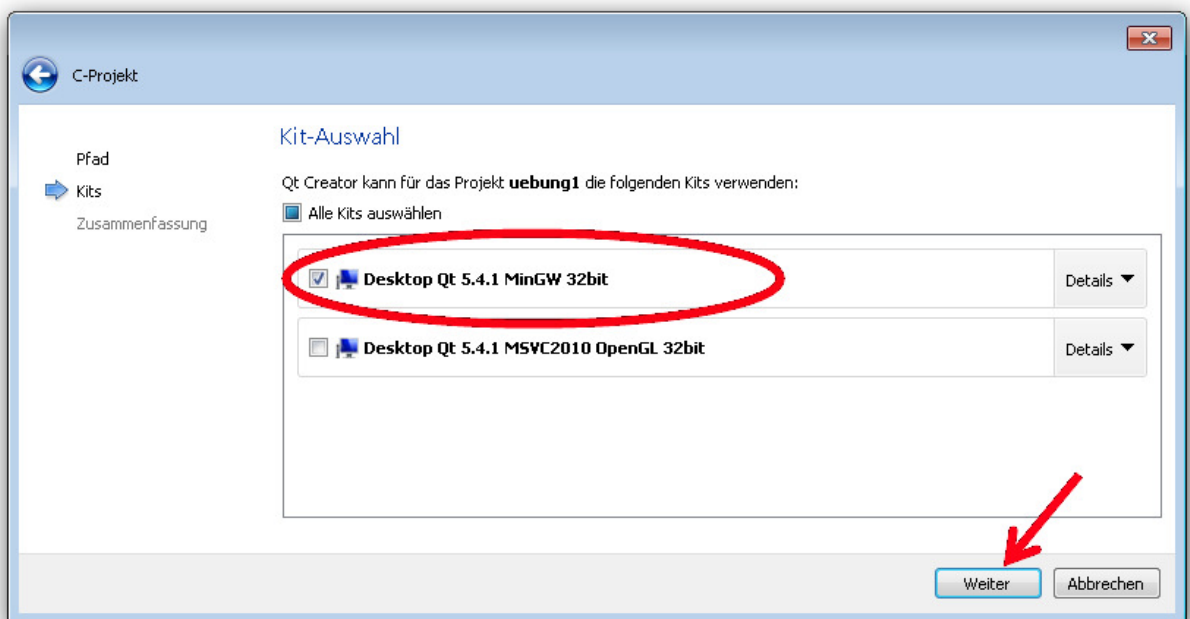 C-Projekt
Pfad
Kits
Zusammenfassung
Kit-Auswahl
Qt Creator kann für das Projekt uebung1 die folgenden Kits verwenden:
Alle Kits auswählen
Desktop Qt 5.4.1 MinGW 32bit
Details
Desktop Qt 5.4.1 MSVC2010 OpenGL 32bit
Details
Weiter
Abbrechen